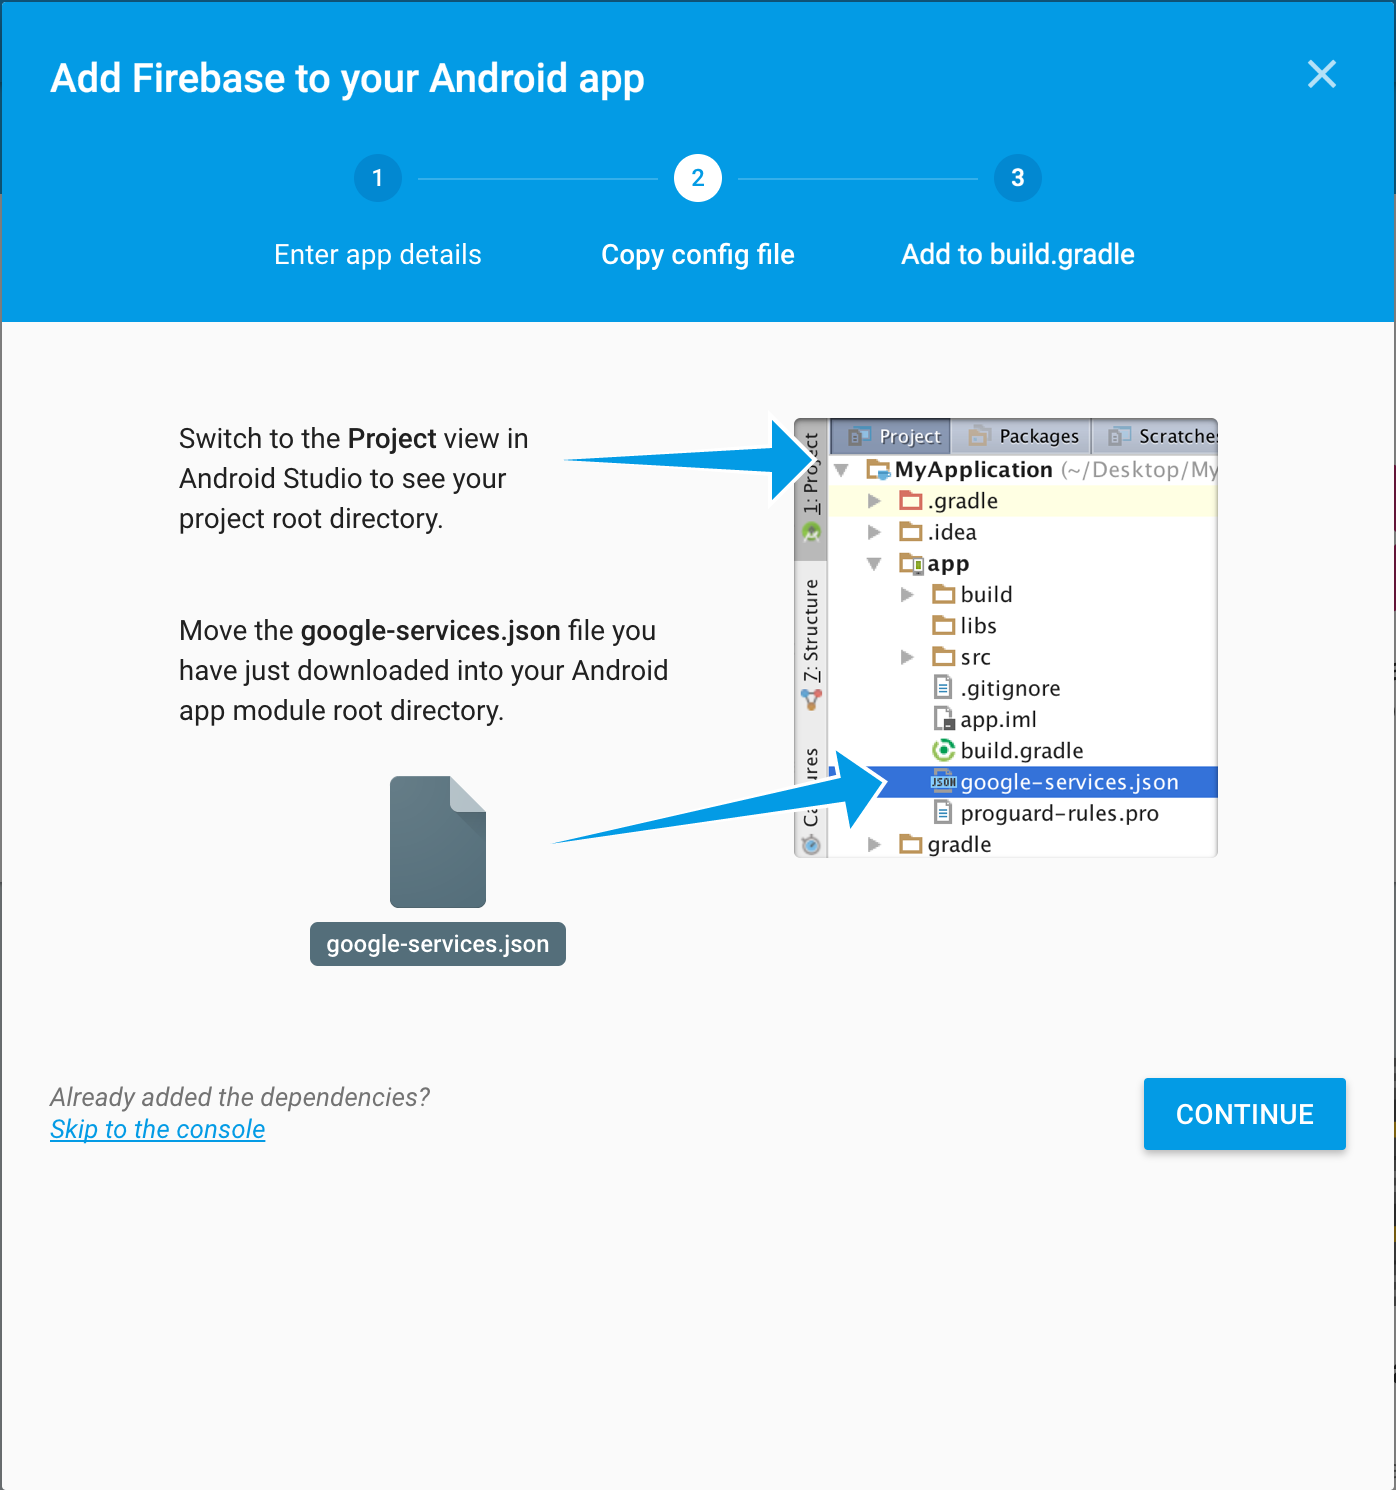 Add Firebase to your Android app
1
2
3
Enter app details
Copy config file
Add to build.gradle
Switch to the Project view in
Android Studio to see your
project root directory.
Move the google-services.json file you
have just downloaded into your Android
app module root directory.
google-services.json
1: Project
7: Structure
Project
Packages
Scratche
MyApplication (~/Desktop/My
.gradle
.idea
app
build
libs
src
.gitignore
app.iml
build.gradle
JSON google-services.json
proguard-rules.pro
gradle
Already added the dependencies?
Skip to the console
CONTINUE